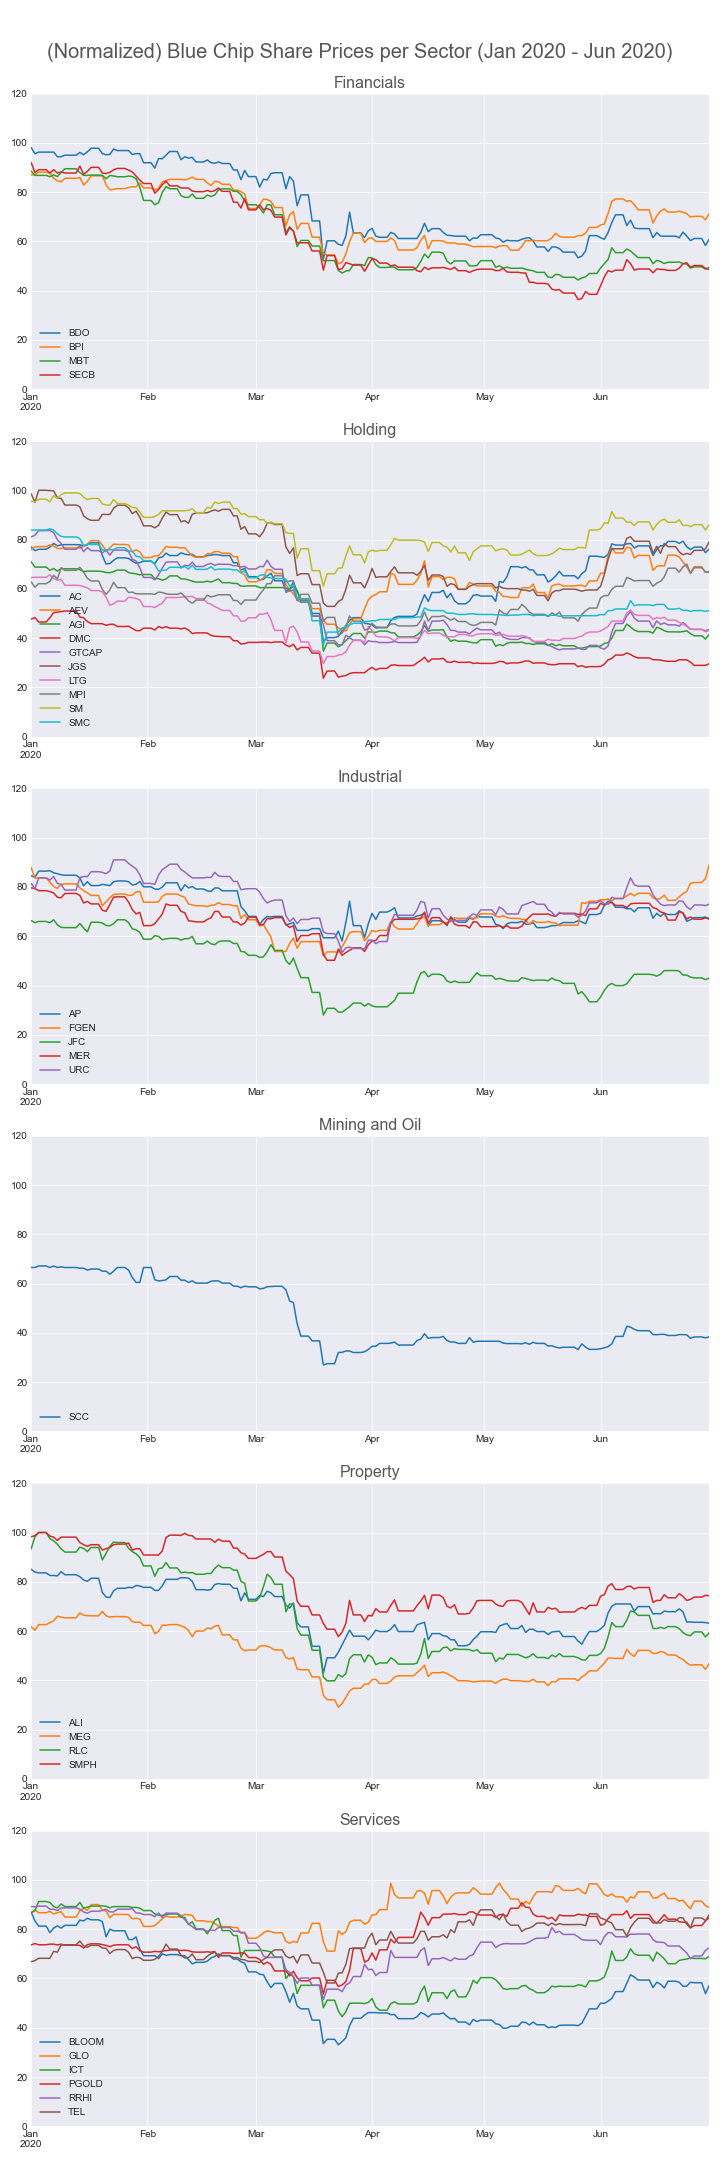 (Normalized) Blue Chip Share Prices per Sector (Jan 2020 - Jun 2020)
Financials
120
100
80
60
40
20
0
BDO
BPI
MBT
SECB
Jan Feb Mar Apr May Jun
2020
Holding
120
100
80
60
40
20
0
AC
AEV
AGI
DMC
GTCAP
JGS
LTG
MPI
SM
SMC
Jan Feb Mar Apr May Jun
2020
Industrial
120
100
80
60
40
20
0
AP
FGEN
JFC
MER
URC
Jan Feb Mar Apr May Jun
2020
Mining and Oil
120
100
80
60
40
20
0
SCC
Jan Feb Mar Apr May Jun
2020
Property
120
100
80
60
40
20
0
ALI
MEG
RLC
SMPH
Jan Feb Mar Apr May Jun
2020
Services
120
100
80
60
40
20
0
BLOOM
GLO
ICT
PGOLD
RRHI
TEL
Jan Feb Mar Apr May Jun
2020